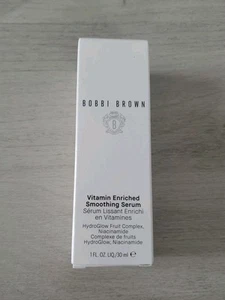 BOBBI BROWN
B
Vitamin Enriched
Smoothing Serum
Sérum Lissant Enrichi
en Vitamines
HydroGlow Fruit Complex,
Niacinamide
Complexe de fruits
HydroGlow, Niacinamide
1 FL.OZ.LIQ./30 ml ℮